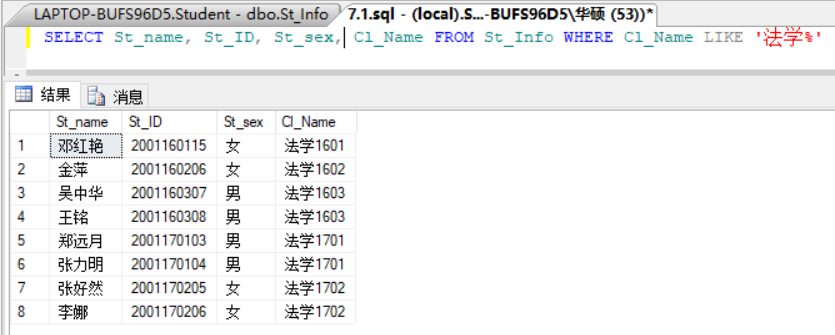 LAPTOP-BUFS96D5.Student - dbo.St_Info 7.1.sql - (local).S...-BUFS96D5\华硕 (53))*
SELECT St_name, St_ID, St_sex, Cl_Name FROM St_Info WHERE Cl_Name LIKE '法学%'
结果 消息
St_name St_ID St_sex Cl_Name
1 邓红艳 2001160115 女 法学1601
2 金萍 2001160206 女 法学1602
3 吴中华 2001160307 男 法学1603
4 王铭 2001160308 男 法学1603
5 郑远月 2001170103 男 法学1701
6 张力明 2001170104 男 法学1701
7 张好然 2001170205 女 法学1702
8 李娜 2001170206 女 法学1702